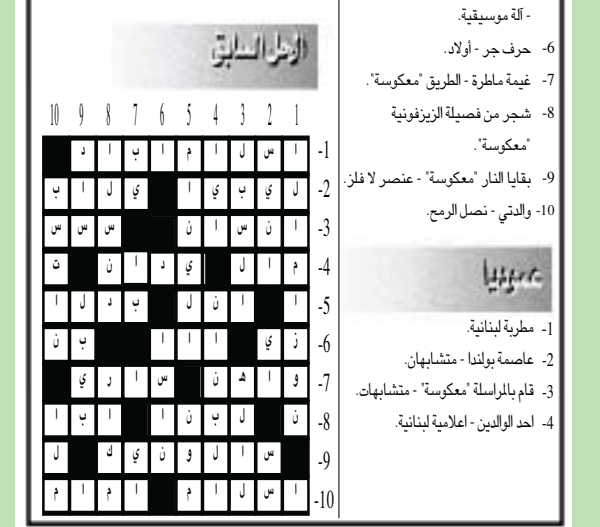 - آلة موسيقية.
6- حرف جر - أولاد.
7- غيمة ماطرة - الطريق "معكوسة".
8- شجر من فصيلة الزيزفونية
"معكوسة".
9- بقايا النار "معكوسة" - عنصر لا فلز.
10- والدتي - نصل الرمح.
عموديا
1- مطربة لبنانية.
2- عاصمة بولندا - متشابهان.
3- قام بالمراسلة "معكوسة" - متشابهات.
4- احد الوالدين - اعلامية لبنانية.
الحل السابق
1 2 3 4 5 6 7 8 9 10
1- ا س ل ا م ا ب ا د
2- ل ي ب ي ا ي ل ا ب
3- ا ن س ا ن س س س
4- م ا ل ي د ا ن ت
5- ا ا ن ل ب د ل ا
6- ز ي ا ا ا ب ن
7- و ا هـ ن س ا ر ي
8- ن ل ب ن ا ا ب ا
9- س ا ل و ن ي ك ل
10- ا س ل ا م ا م ا م